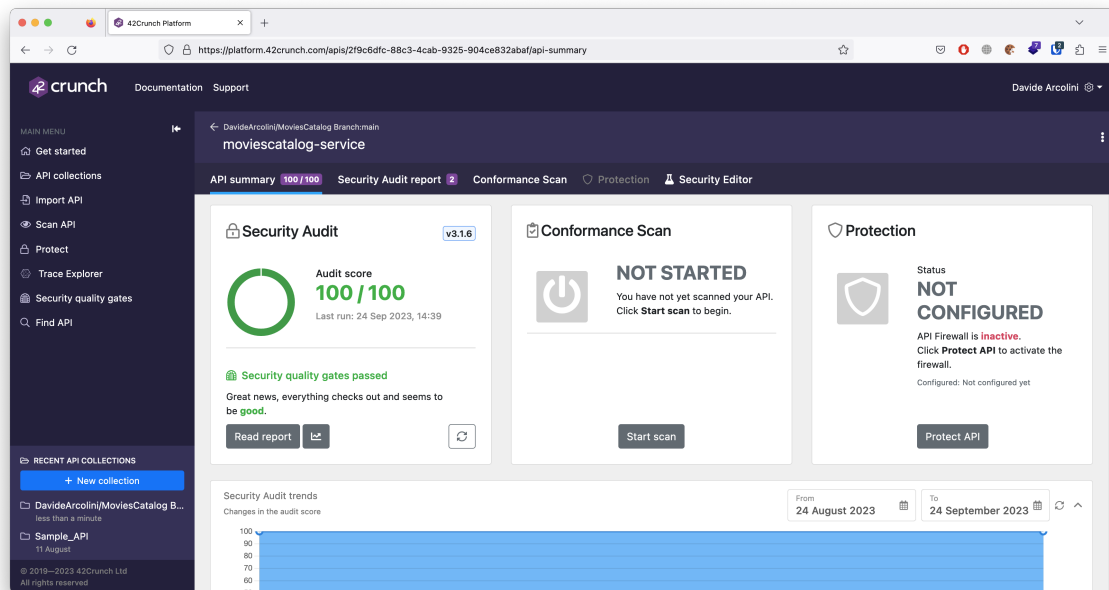 42Crunch Platform
https://platform.42crunch.com/apis/2f9c6dfc-88c3-4cab-9325-904ce832abaf/api-summary
7
2
42 crunch
Documentation
Support
Davide Arcolini
MAIN MENU
Get started
API collections
Import API
Scan API
Protect
Trace Explorer
Security quality gates
Find API
RECENT API COLLECTIONS
+ New collection
DavideArcolini/MoviesCatalog B...
less than a minute
Sample_API
11 August
© 2019—2023 42Crunch Ltd
All rights reserved
DavideArcolini/MoviesCatalog Branch:main
moviescatalog-service
API summary 100 / 100
Security Audit report 2
Conformance Scan
Protection
Security Editor
Security Audit
v3.1.6
Audit score
100 / 100
Last run: 24 Sep 2023, 14:39
Security quality gates passed
Great news, everything checks out and seems to
be good.
Read report
Conformance Scan
NOT STARTED
You have not yet scanned your API.
Click Start scan to begin.
Start scan
Protection
Status
NOT
CONFIGURED
API Firewall is inactive.
Click Protect API to activate the
firewall.
Configured: Not configured yet
Protect API
Security Audit trends
Changes in the audit score
From
24 August 2023
To
24 September 2023
100
90
80
70
60